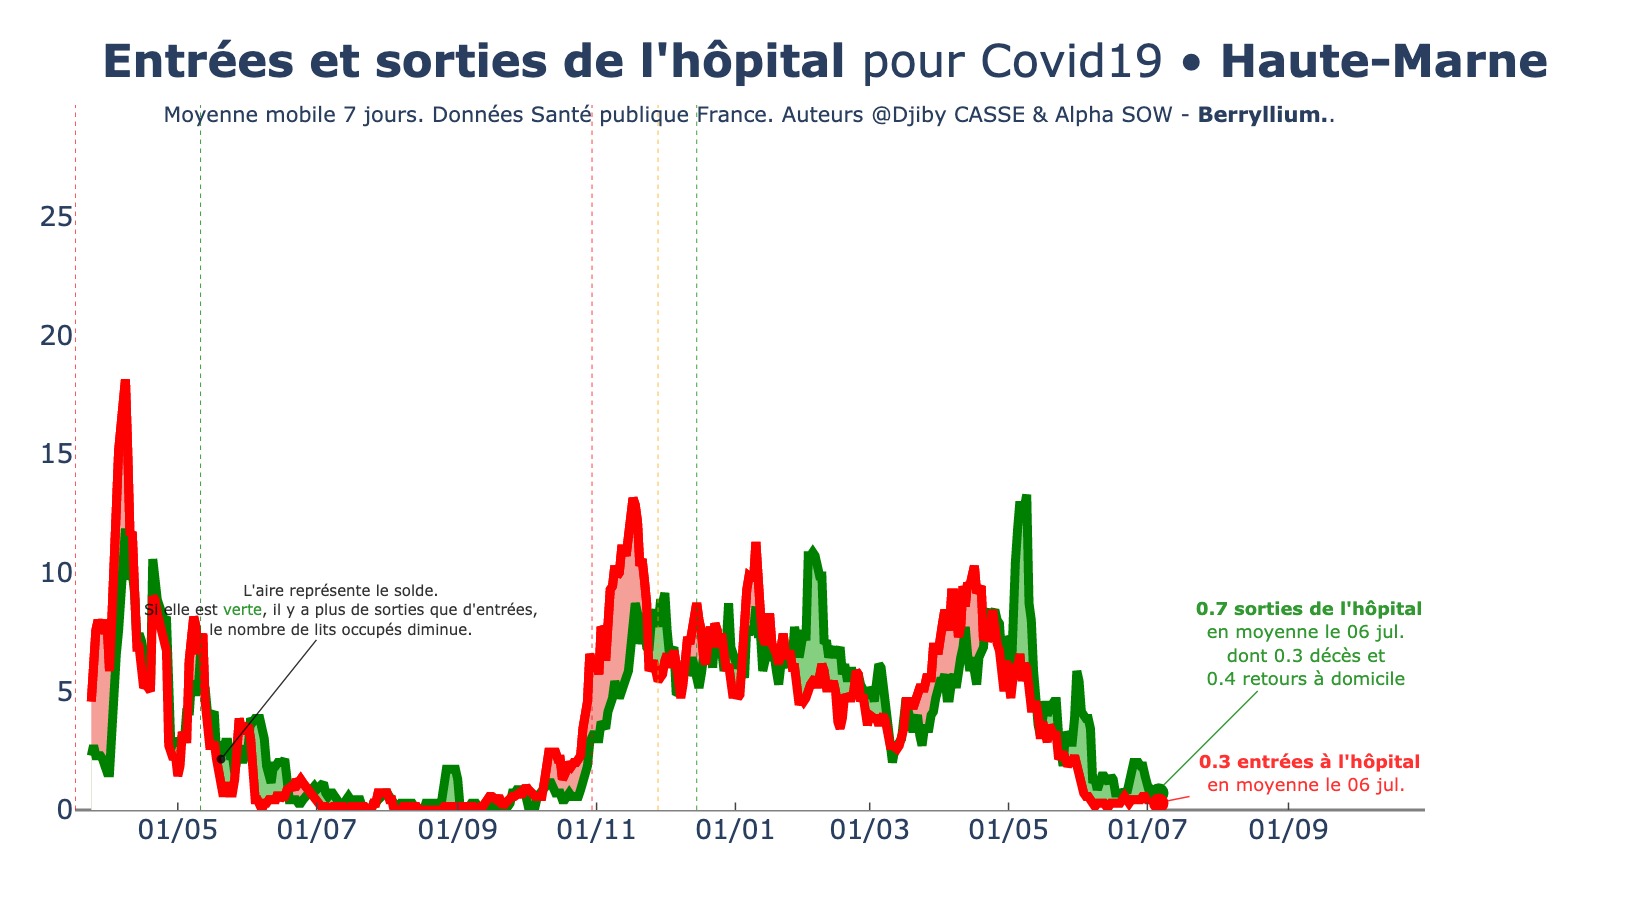 Entrées et sorties de l'hôpital pour Covid19 • Haute-Marne
Moyenne mobile 7 jours. Données Santé publique France. Auteurs @Djiby CASSE & Alpha SOW - Berryllium..
25
20
15
10
5
0
L'aire représente le solde.
Si elle est verte, il y a plus de sorties que d'entrées,
le nombre de lits occupés diminue.
0.7 sorties de l'hôpital
en moyenne le 06 jul.
dont 0.3 décès et
0.4 retours à domicile
0.3 entrées à l'hôpital
en moyenne le 06 jul.
01/05 01/07 01/09 01/11 01/01 01/03 01/05 01/07 01/09